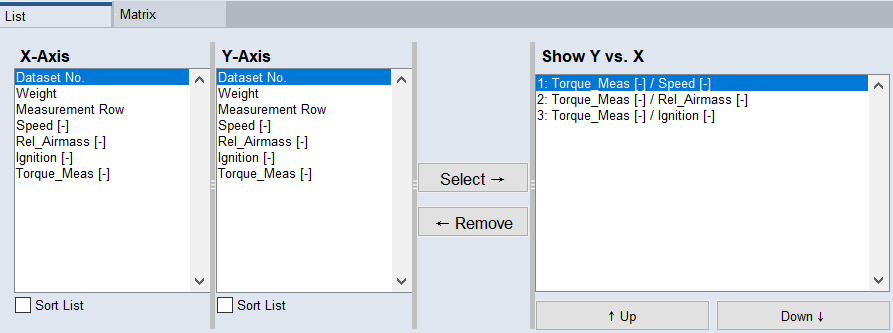 List
Matrix
X-Axis
Dataset No.
Weight
Measurement Row
Speed [-]
Rel_Airmass [-]
Ignition [-]
Torque_Meas [-]
Sort List
Y-Axis
Dataset No.
Weight
Measurement Row
Speed [-]
Rel_Airmass [-]
Ignition [-]
Torque_Meas [-]
Sort List
Select →
← Remove
Show Y vs. X
1: Torque_Meas [-] / Speed [-]
2: Torque_Meas [-] / Rel_Airmass [-]
3: Torque_Meas [-] / Ignition [-]
↑ Up
Down ↓